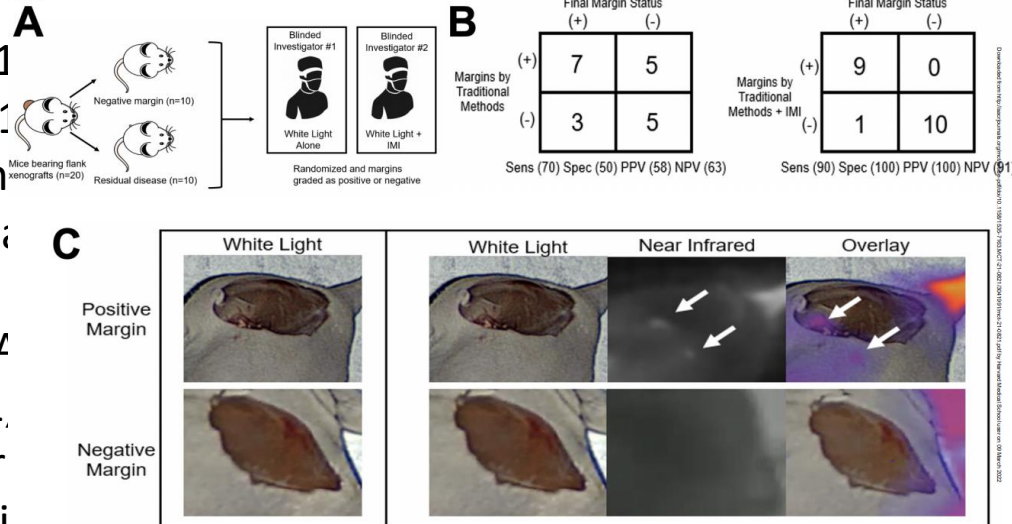 A
Mice bearing flank
xenografts (n=20)
Negative margin (n=10)
Residual disease (n=10)
Blinded
Investigator #1
White Light
Alone
Blinded
Investigator #2
White Light +
IMI
Randomized and margins
graded as positive or negative
B
Final Margin Status
(+) (-)
Margins by
Traditional
Methods
(+) 7 5
(-) 3 5
Sens (70) Spec (50) PPV (58) NPV (63)
Final Margin Status
(+) (-)
Margins by
Traditional
Methods + IMI
(+) 9 0
(-) 1 10
Sens (90) Spec (100) PPV (100) NPV (91)
C
White Light
White Light Near Infrared Overlay
Positive
Margin
Negative
Margin